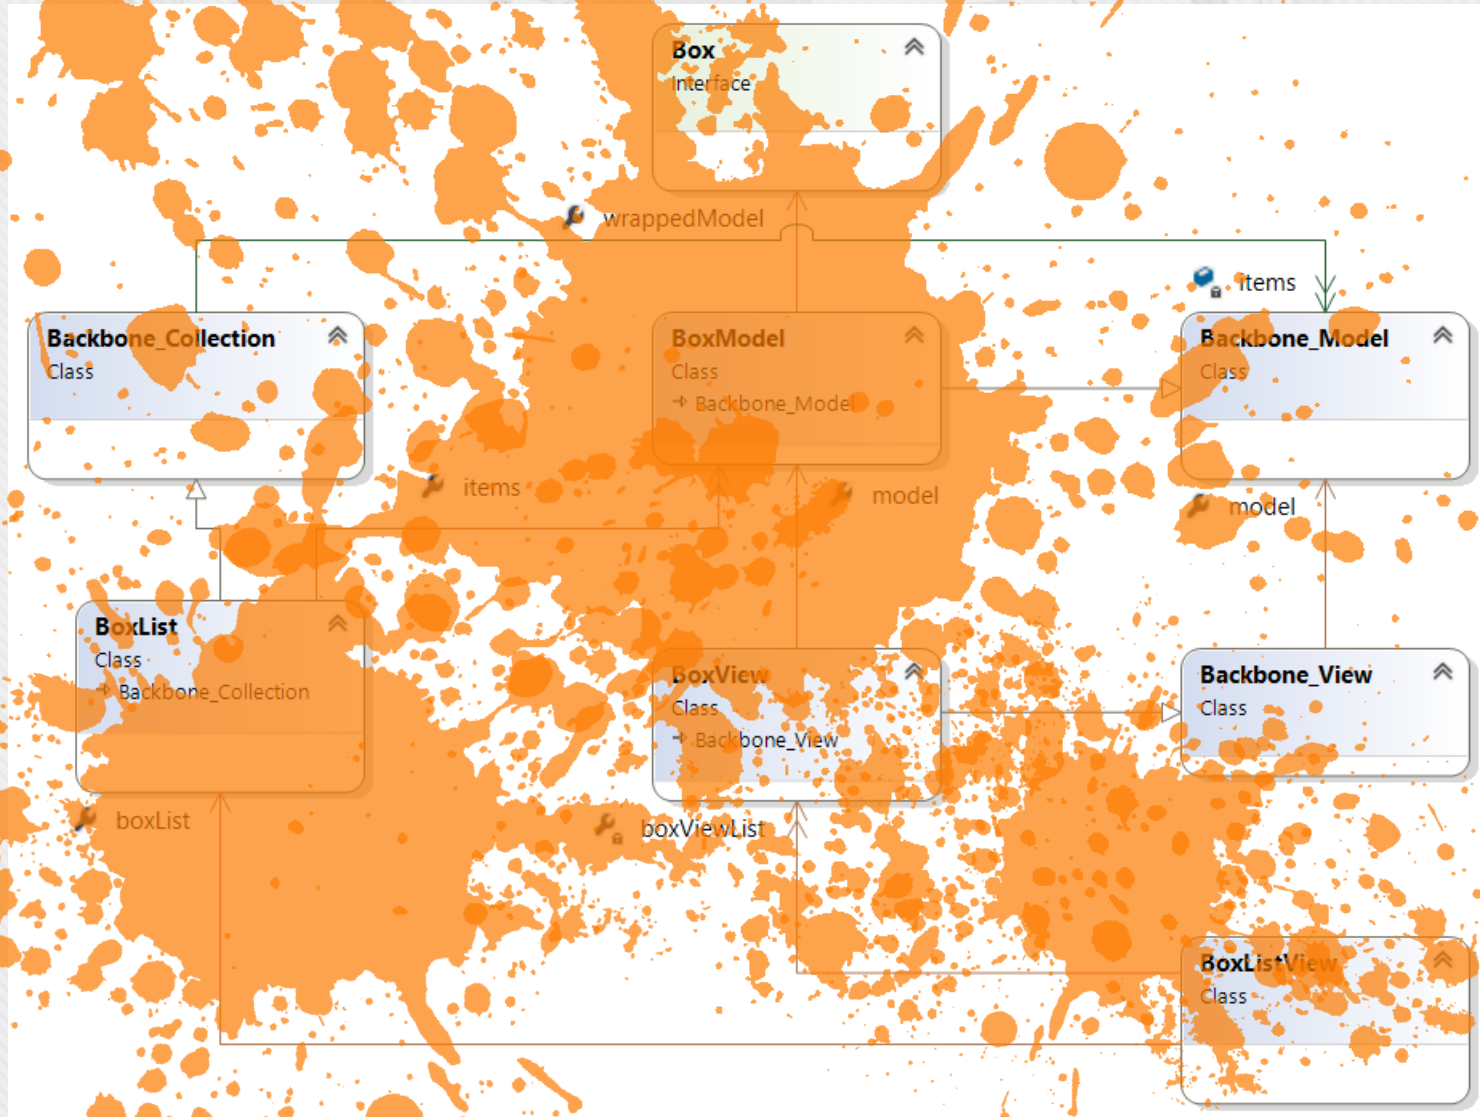 Box
Interface
wrappedModel
items
Backbone_Collection
Class
BoxModel
Class
Backbone_Model
Backbone_Model
Class
items
model
model
BoxList
Class
Backbone_Collection
BoxView
Class
Backbone_View
Backbone_View
Class
boxList
boxViewList
BoxListView
Class